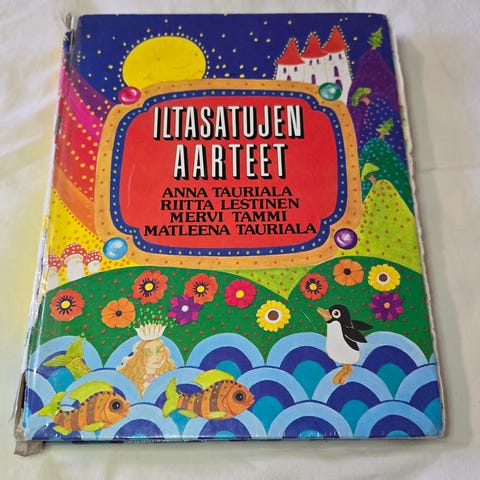 ILTASATUJEN
AARTEET
ANNA TAURIALA
RIITTA LESTINEN
MERVI TAMMI
MATLEENA TAURIALA